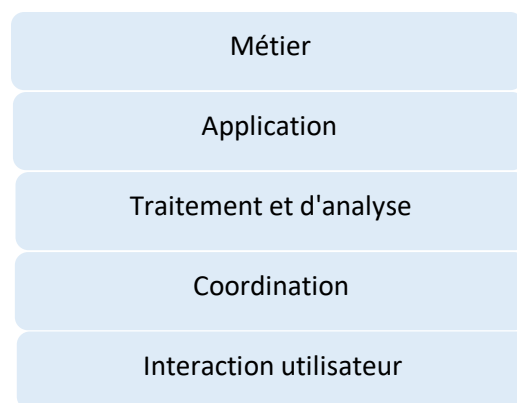 Métier
Application
Traitement et d'analyse
Coordination
Interaction utilisateur